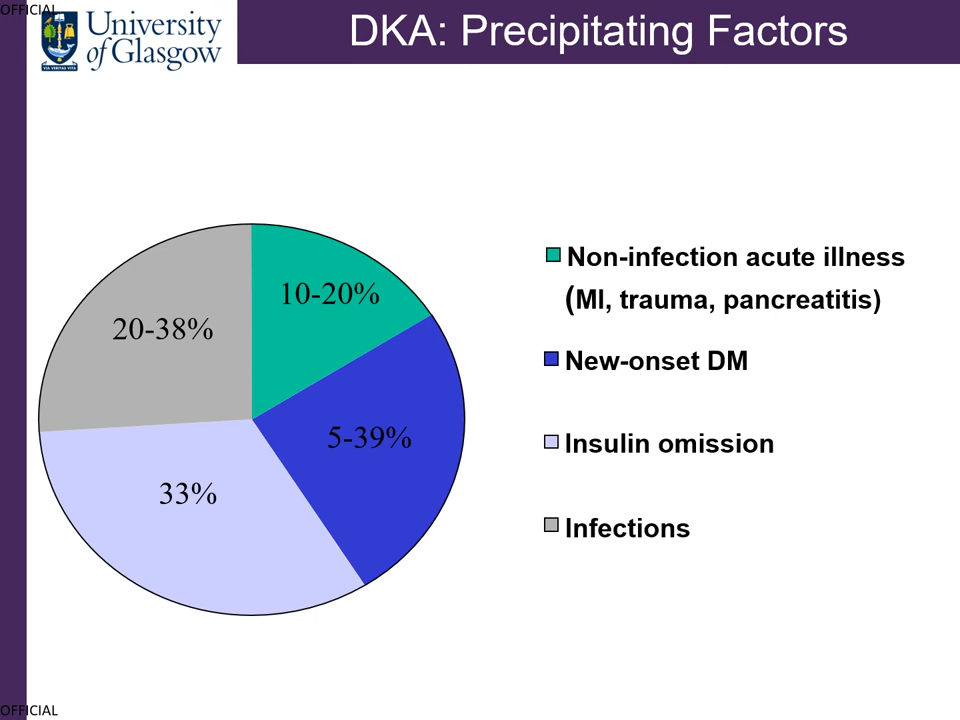 OFFICIAL
University
of Glasgow
VIA VERITAS VITA
DKA: Precipitating Factors
10-20%
20-38%
5-39%
33%
Non-infection acute illness
(MI, trauma, pancreatitis)
New-onset DM
Insulin omission
Infections
OFFICIAL